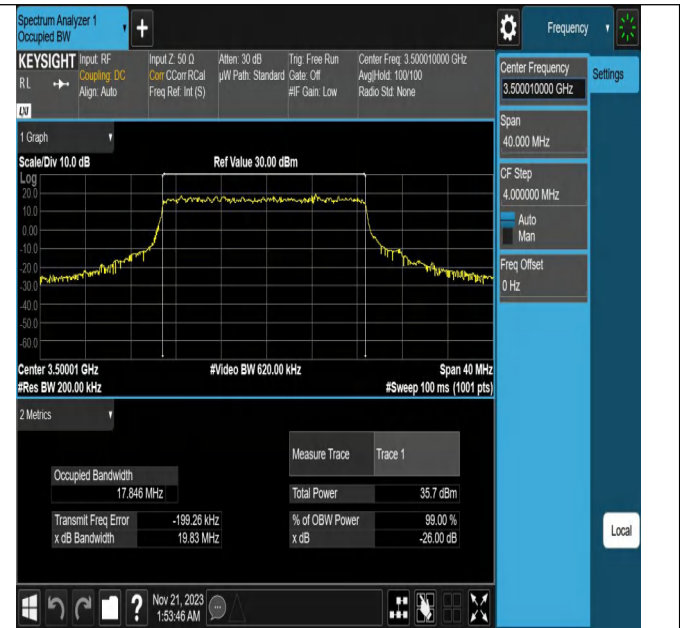 Spectrum Analyzer 1
Occupied BW
+
Frequency
KEYSIGHT
RL
LXI
Input: RF
Coupling: DC
Align: Auto
Input Z: 50 Ω
Corr CCorr RCal
Freq Ref: Int (S)
Atten: 30 dB
µW Path: Standard
Trig: Free Run
Gate: Off
#IF Gain: Low
Center Freq: 3.500010000 GHz
Avg|Hold: 100/100
Radio Std: None
Center Frequency
3.500010000 GHz
Settings
Span
40.000 MHz
CF Step
4.000000 MHz
Auto
Man
Freq Offset
0 Hz
Local
1 Graph
Scale/Div 10.0 dB
Ref Value 30.00 dBm
Log
20.0
10.0
0.00
-10.0
-20.0
-30.0
-40.0
-50.0
-60.0
Center 3.50001 GHz
#Video BW 620.00 kHz
Span 40 MHz
#Res BW 200.00 kHz
#Sweep 100 ms (1001 pts)
2 Metrics
Measure Trace
Trace 1
Occupied Bandwidth
17.846 MHz
Total Power
35.7 dBm
Transmit Freq Error
-199.26 kHz
% of OBW Power
99.00 %
x dB Bandwidth
19.83 MHz
x dB
-26.00 dB
?
Nov 21, 2023
1:53:46 AM